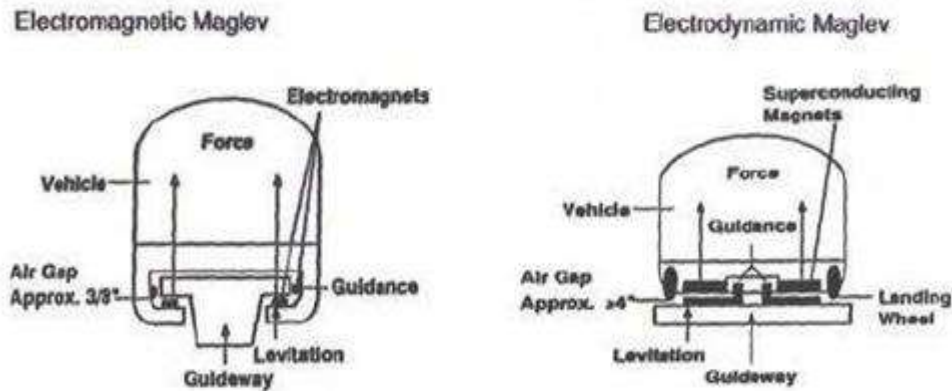 Electromagnetic Maglev
Electromagnets
Force
Vehicle
Air Gap
Approx. 3/8"
Guidance
Levitation
Guideway
Electrodynamic Maglev
Superconducting
Magnets
Force
Vehicle
Guidance
Air Gap
Approx. ≥4"
Landing
Wheel
Levitation
Guideway